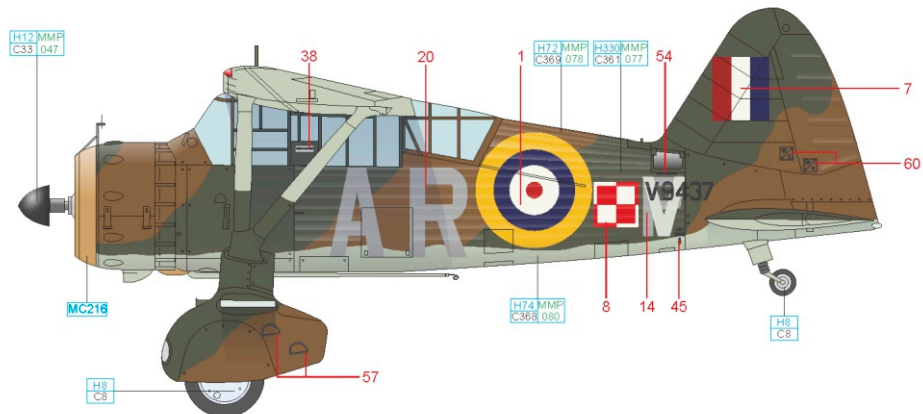 H12 MMP
C33 047
38
20
H72 MMP
C369 078
1
H330 MMP
C361 077
54
7
60
AR
V9437
V
MC216
H74 MMP
C368 080
8
14
45
H8
C8
H8
C8
57